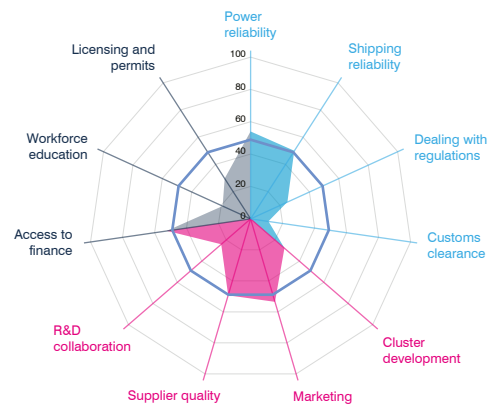 Power
reliability
Shipping
reliability
Dealing with
regulations
Customs
clearance
Cluster
development
Marketing
Supplier quality
R&D
collaboration
Access to
finance
Workforce
education
Licensing and
permits
100
80
60
40
20
0